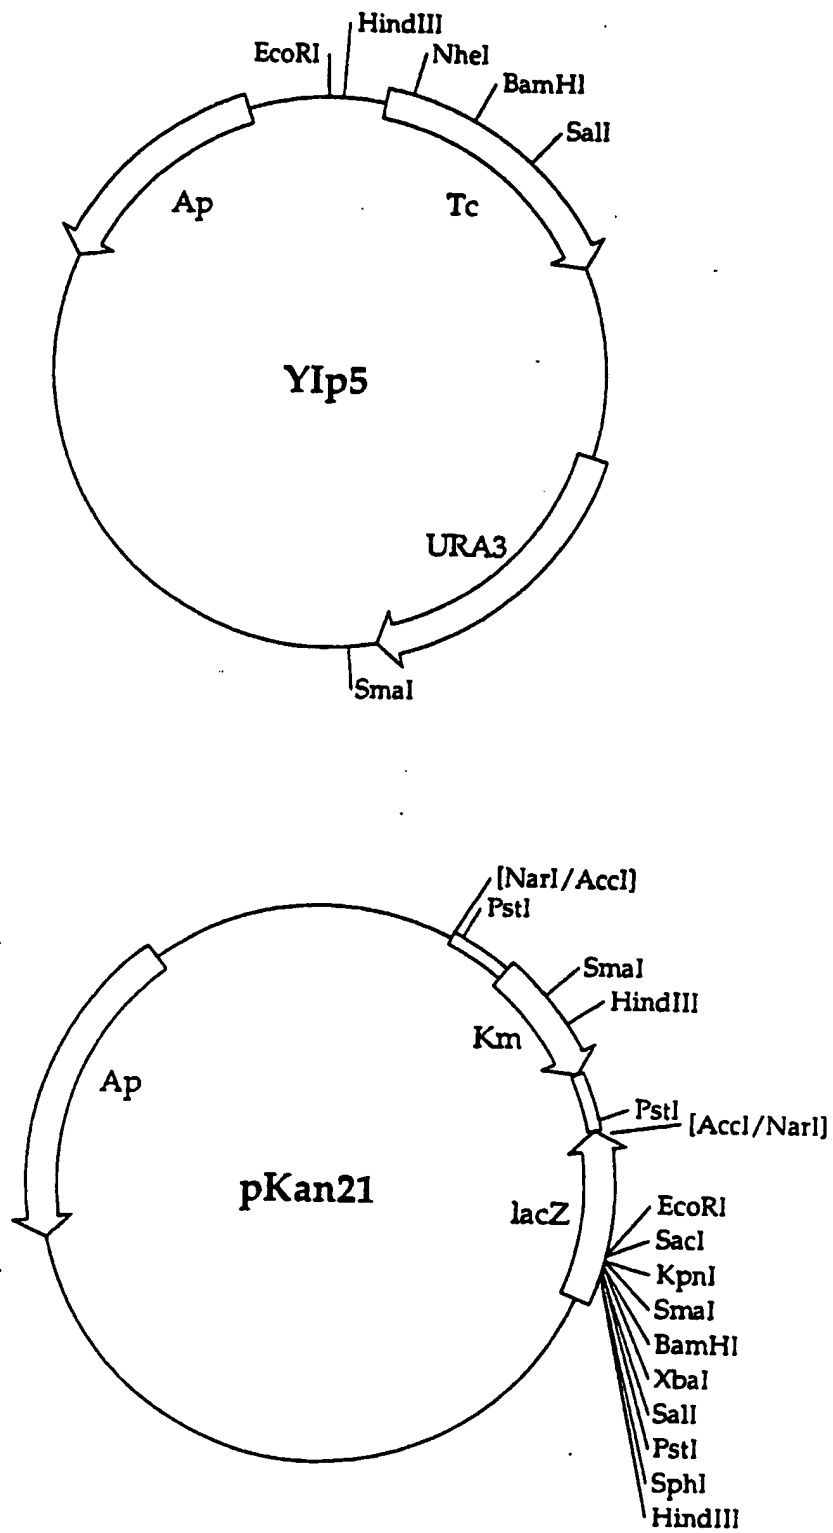 HindIII
EcoRI
NheI
BamHI
SalI
Ap
Tc
YIp5
URA3
SmaI
[NarI/AccI]
PstI
SmaI
HindIII
Km
Ap
PstI
[AccI/NarI]
pKan21
lacZ
EcoRI
SacI
KpnI
SmaI
BamHI
XbaI
SalI
PstI
SphI
HindIII